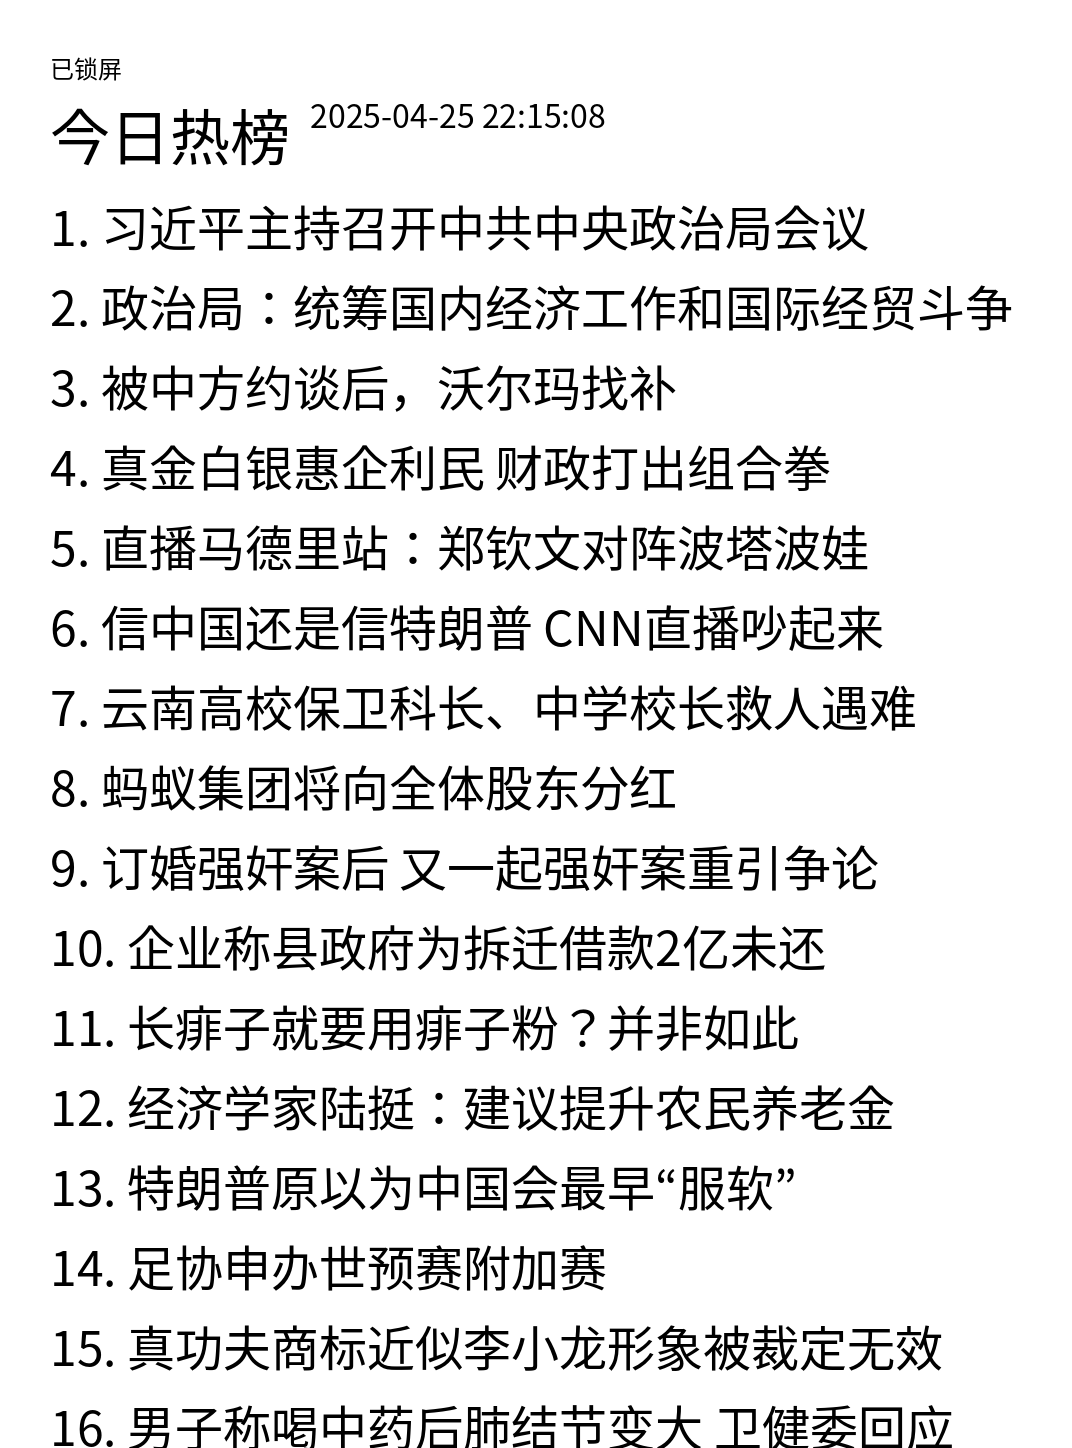 已锁屏
今日热榜 2025-04-25 22:15:08
1. 习近平主持召开中共中央政治局会议
2. 政治局：统筹国内经济工作和国际经贸斗争
3. 被中方约谈后，沃尔玛找补
4. 真金白银惠企利民 财政打出组合拳
5. 直播马德里站：郑钦文对阵波塔波娃
6. 信中国还是信特朗普 CNN直播吵起来
7. 云南高校保卫科长、中学校长救人遇难
8. 蚂蚁集团将向全体股东分红
9. 订婚强奸案后 又一起强奸案重引争论
10. 企业称县政府为拆迁借款2亿未还
11. 长痱子就要用痱子粉？并非如此
12. 经济学家陆挺：建议提升农民养老金
13. 特朗普原以为中国会最早“服软”
14. 足协申办世预赛附加赛
15. 真功夫商标近似李小龙形象被裁定无效
16. 男子称喝中药后肺结节变大 卫健委回应